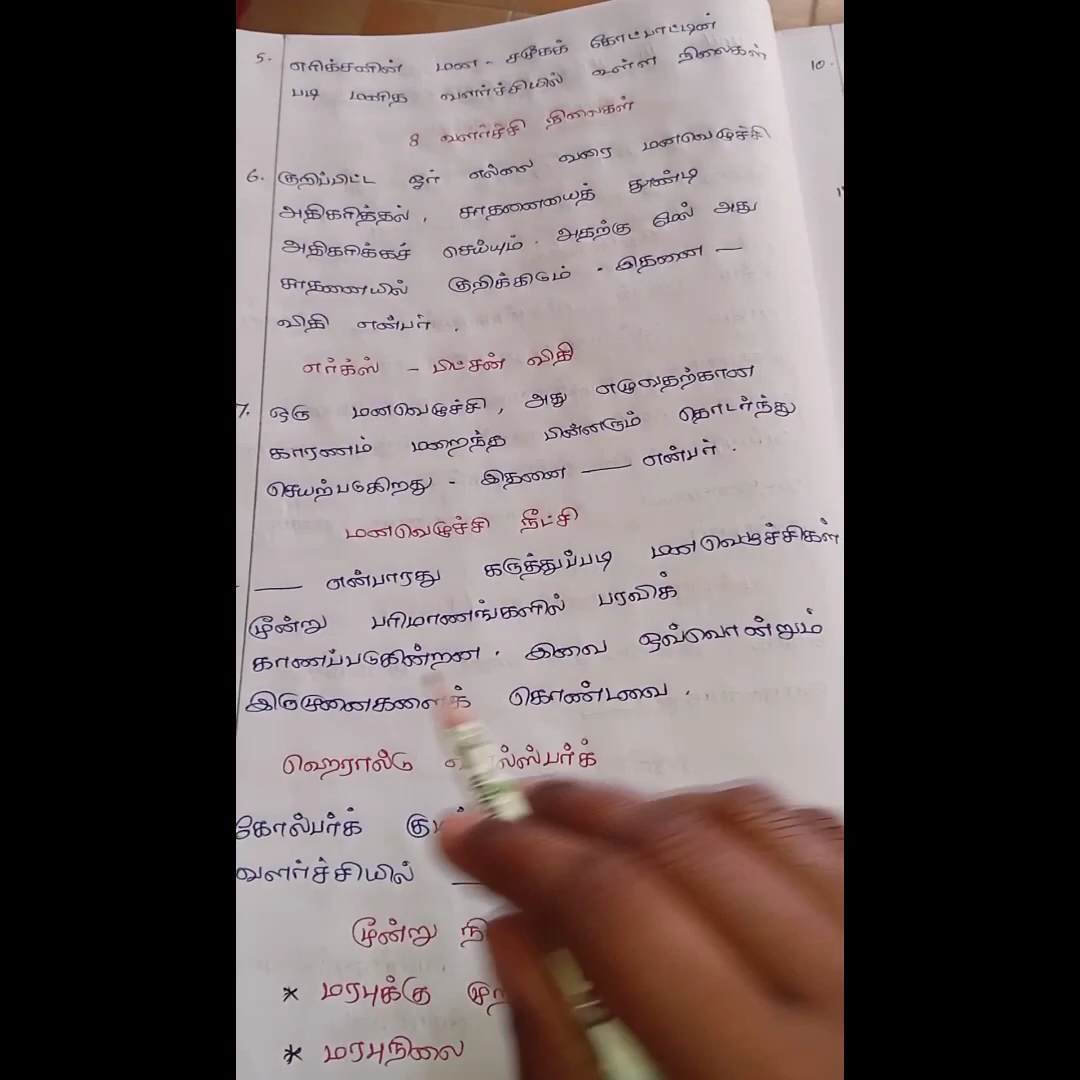 5. எரிக்சனின் மன - சமூகக் கோட்பாட்டின்
படி மனித வளர்ச்சியில் உள்ள நிலைகள்
8 வளர்ச்சி நிலைகள்
6. குறிப்பிட்ட ஓர் எல்லை வரை மனவெழுச்சி
அதிகரித்தல், சாதனையைத் தூண்டி
அதிகரிக்கச் செய்யும். அதற்கு மேல் அது
சாதனையில் குறிக்கிடும். இதனை —
விதி என்பர்.
எர்க்ஸ் - டாட்சன் விதி
7. ஒரு மனவெழுச்சி, அது எழுவதற்கான
காரணம் மறைந்த பின்னரும் தொடர்ந்து
செயற்படுகிறது. இதனை —— என்பர்.
மனவெழுச்சி நீட்சி
—— என்பாரது கருத்துப்படி மனவெழுச்சிகள்
மூன்று பரிமாணங்களில் பரவிக்
காணப்படுகின்றன. இவை ஒவ்வொன்றும்
இருமுனைகளைக் கொண்டவை.
ஹெரால்டு
கோல்பர்க்
வளர்ச்சியில் —
மூன்று
* மரபுக்கு
* மரபுநிலை
10.